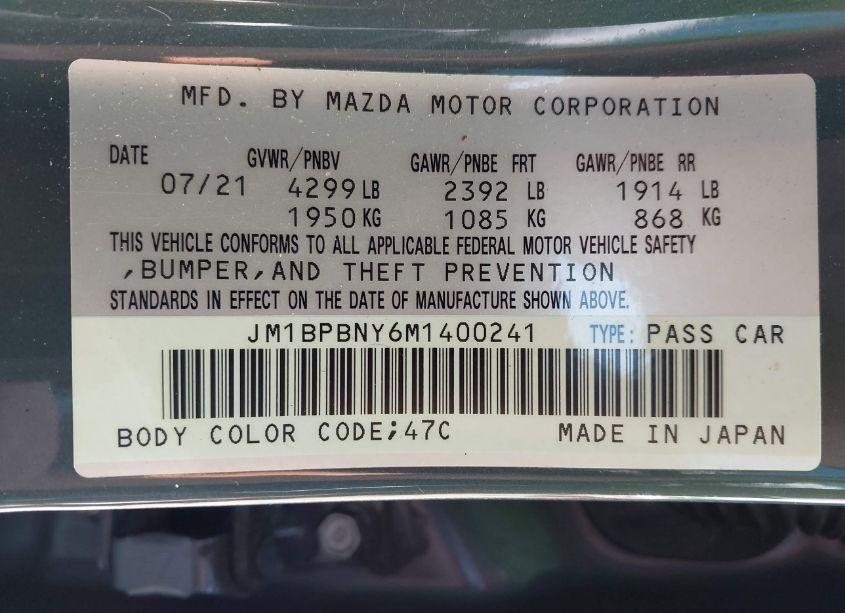 MFD. BY MAZDA MOTOR CORPORATION
DATE GVWR/PNBV GAWR/PNBE FRT GAWR/PNBE RR
07/21 4299 LB 2392 LB 1914 LB
1950 KG 1085 KG 868 KG
THIS VEHICLE CONFORMS TO ALL APPLICABLE FEDERAL MOTOR VEHICLE SAFETY
,BUMPER,AND THEFT PREVENTION
STANDARDS IN EFFECT ON THE DATE OF MANUFACTURE SHOWN ABOVE.
JM1BPBNY6M1400241 TYPE: PASS CAR
BODY COLOR CODE;47C MADE IN JAPAN